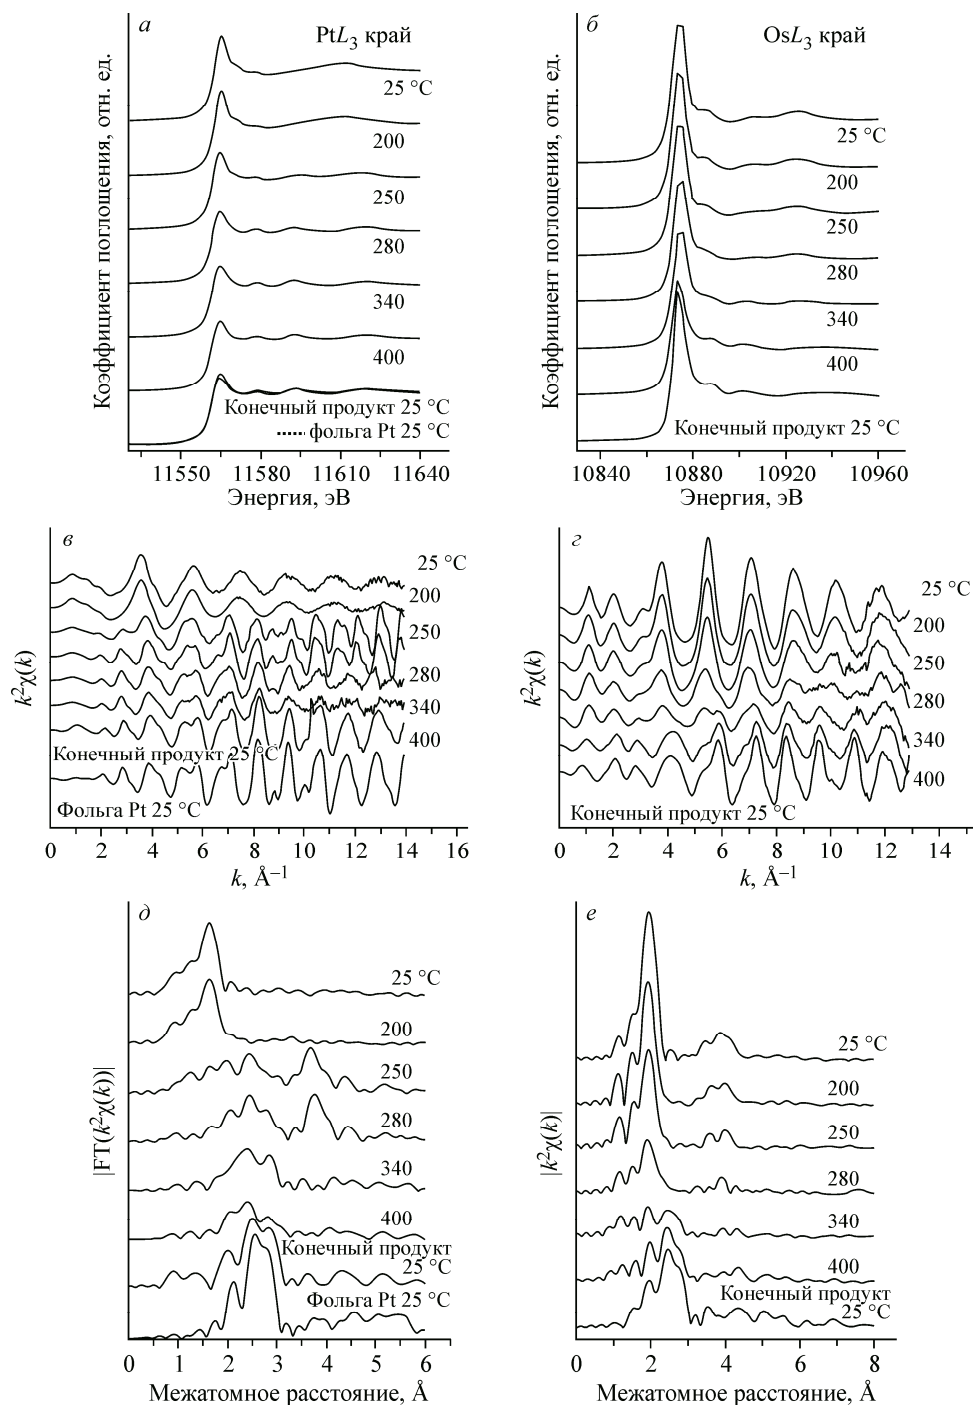 а
PtL3 край
Коэффициент поглощения, отн. ед.
25 °C
200
250
280
340
400
Конечный продукт 25 °C
фольга Pt 25 °C
11550 11580 11610 11640
Энергия, эВ
б
OsL3 край
Коэффициент поглощения, отн. ед.
25 °C
200
250
280
340
400
Конечный продукт 25 °C
10840 10880 10920 10960
Энергия, эВ
в
k2χ(k)
25 °C
200
250
280
340
400
Конечный продукт 25 °C
Фольга Pt 25 °C
0 2 4 6 8 10 12 14 16
k, Å–1
г
k2χ(k)
25 °C
200
250
280
340
400
Конечный продукт 25 °C
0 2 4 6 8 10 12 14
k, Å–1
д
|FT(k2χ(k))|
25 °C
200
250
280
340
400
Конечный продукт
25 °C
Фольга Pt 25 °C
0 1 2 3 4 5 6
Межатомное расстояние, Å
е
|k2χ(k)|
25 °C
200
250
280
340
400
Конечный продукт
25 °C
0 2 4 6 8
Межатомное расстояние, Å